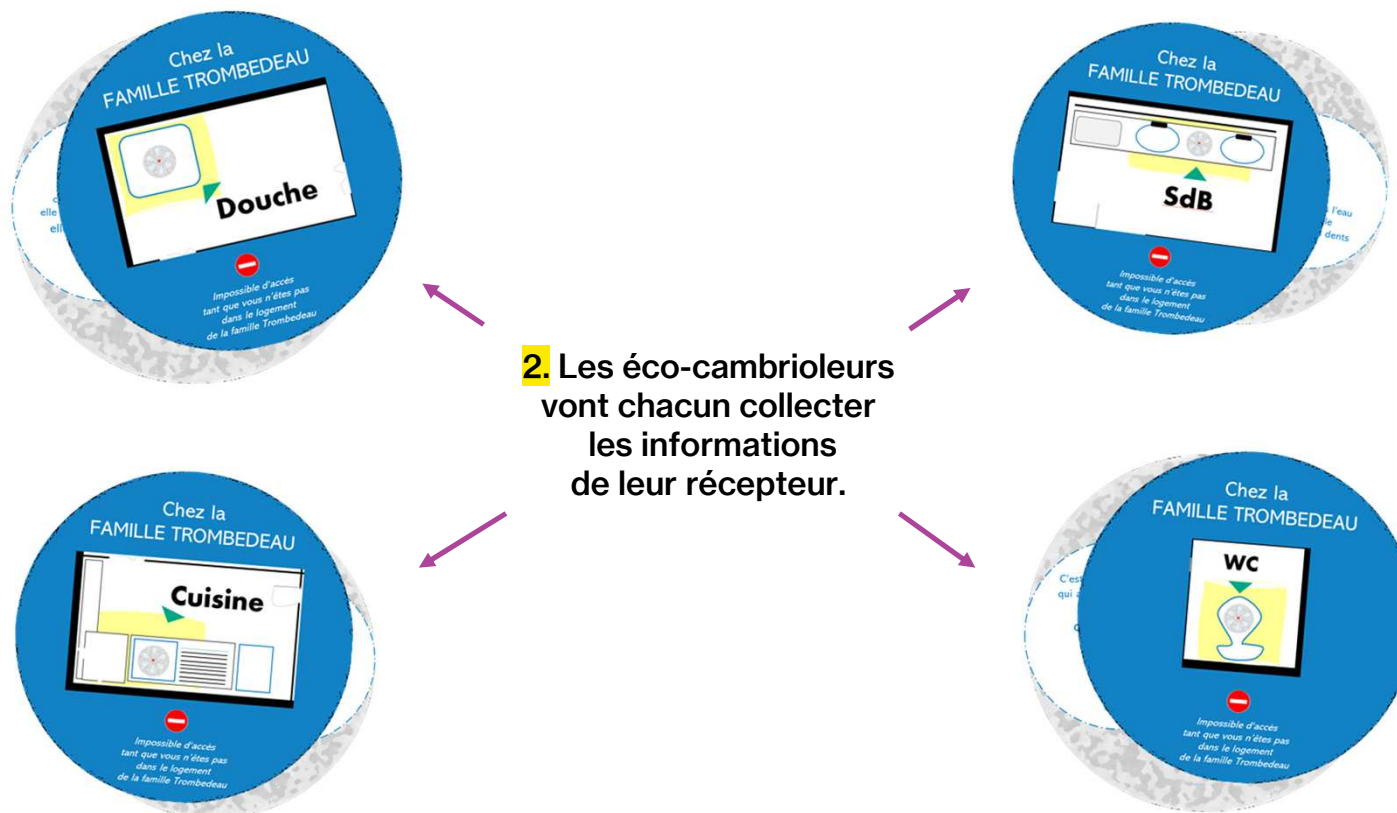 Chez la
FAMILLE TROMBEDEAU
Douche
Impossible d'accès
tant que vous n'êtes pas
dans le logement
de la famille Trombedeau
elle
Chez la
FAMILLE TROMBEDEAU
SdB
Impossible d'accès
tant que vous n'êtes pas
dans le logement
de la famille Trombedeau
l'eau
dents
2. Les éco-cambrioleurs
vont chacun collecter
les informations
de leur récepteur.
Chez la
FAMILLE TROMBEDEAU
Cuisine
Impossible d'accès
tant que vous n'êtes pas
dans le logement
de la famille Trombedeau
Chez la
FAMILLE TROMBEDEAU
WC
Impossible d'accès
tant que vous n'êtes pas
dans le logement
de la famille Trombedeau
C'est
qui a